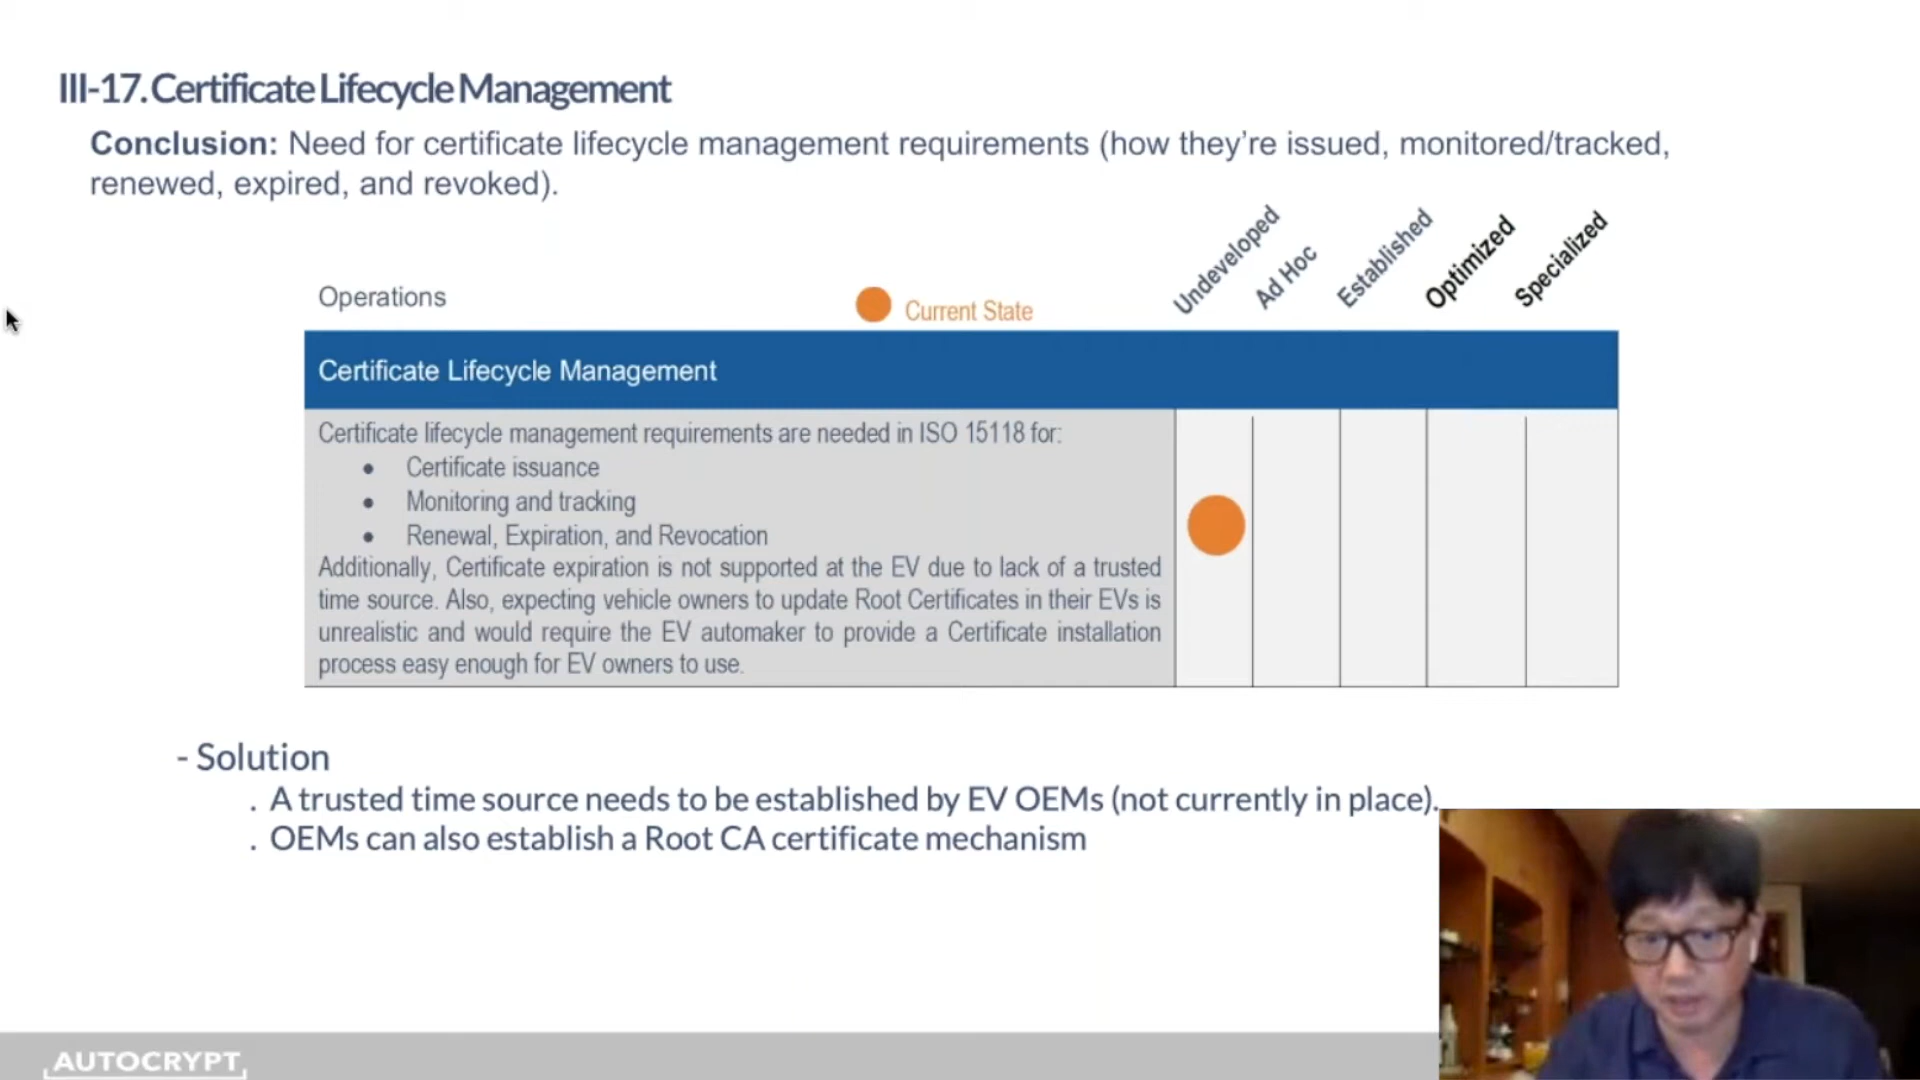 III-17. Certificate Lifecycle Management
Conclusion: Need for certificate lifecycle management requirements (how they're issued, monitored/tracked,
renewed, expired, and revoked).
Operations
Current State
Undeveloped
Ad Hoc
Established
Optimized
Specialized
Certificate Lifecycle Management
Certificate lifecycle management requirements are needed in ISO 15118 for:
• Certificate issuance
• Monitoring and tracking
• Renewal, Expiration, and Revocation
Additionally, Certificate expiration is not supported at the EV due to lack of a trusted
time source. Also, expecting vehicle owners to update Root Certificates in their EVs is
unrealistic and would require the EV automaker to provide a Certificate installation
process easy enough for EV owners to use.
- Solution
. A trusted time source needs to be established by EV OEMs (not currently in place).
. OEMs can also establish a Root CA certificate mechanism
AUTOCRYPT